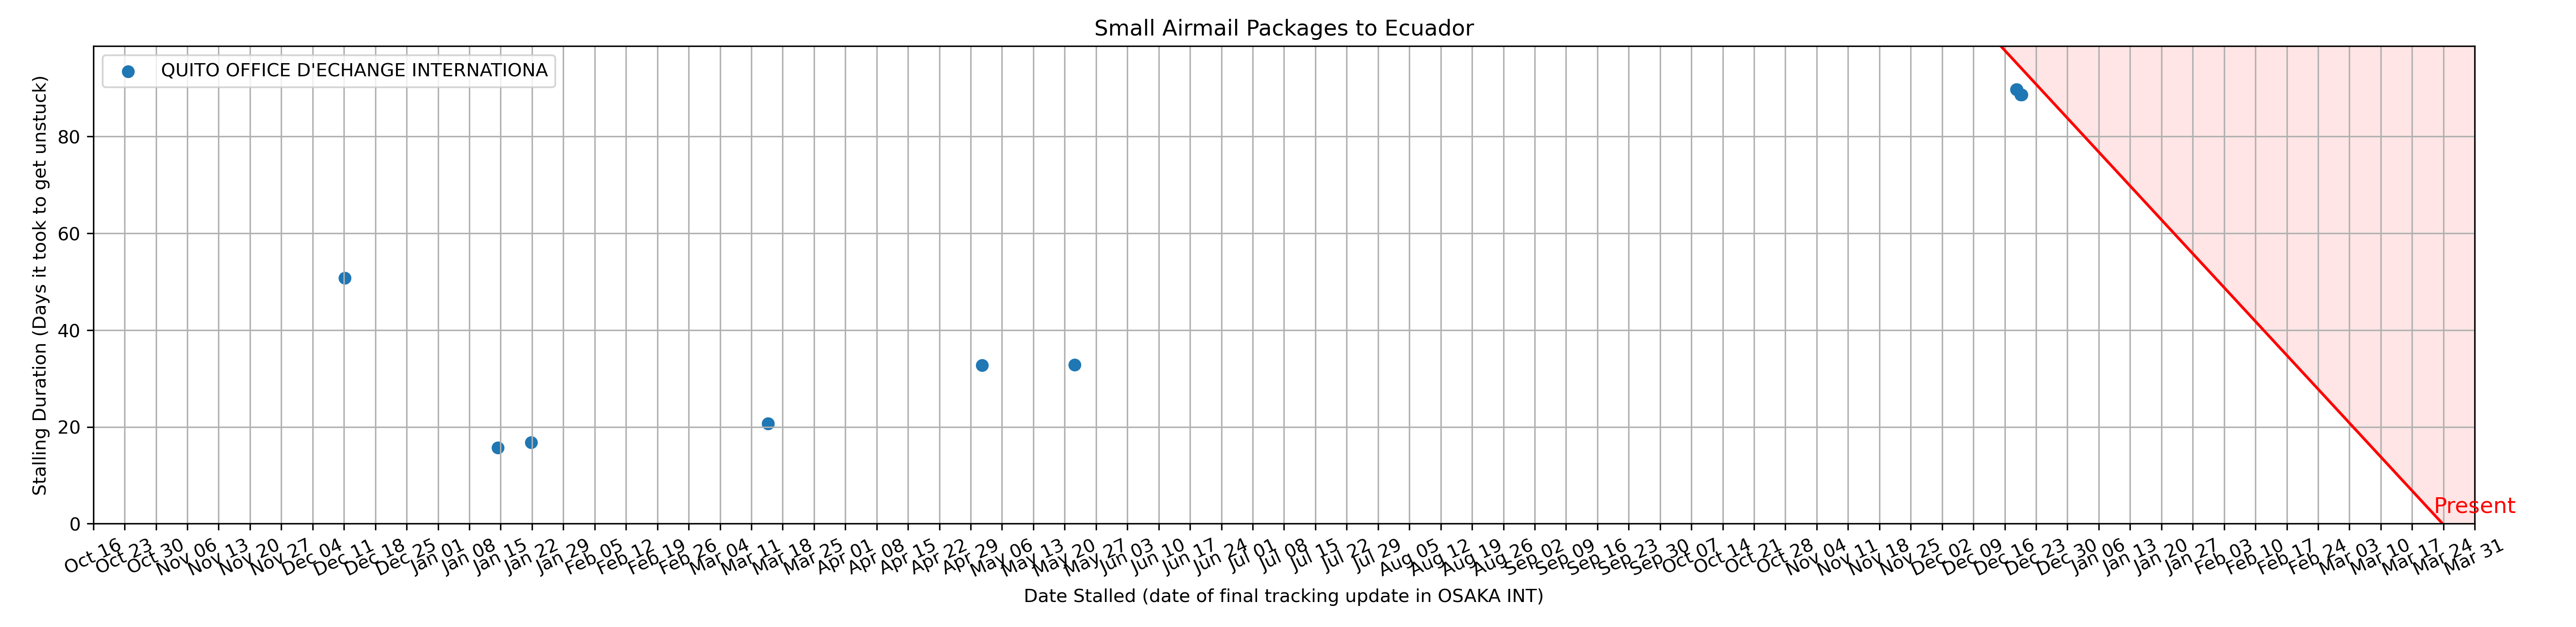 Small Airmail Packages to Ecuador
QUITO OFFICE D'ECHANGE INTERNATIONA
Stalling Duration (Days it took to get unstuck)
80
60
40
20
0
Present
Oct 16
Oct 23
Oct 30
Nov 06
Nov 13
Nov 20
Nov 27
Dec 04
Dec 11
Dec 18
Dec 25
Jan 01
Jan 08
Jan 15
Jan 22
Jan 29
Feb 05
Feb 12
Feb 19
Feb 26
Mar 04
Mar 11
Mar 18
Mar 25
Apr 01
Apr 08
Apr 15
Apr 22
Apr 29
May 06
May 13
May 20
May 27
Jun 03
Jun 10
Jun 17
Jun 24
Jul 01
Jul 08
Jul 15
Jul 22
Jul 29
Aug 05
Aug 12
Aug 19
Aug 26
Sep 02
Sep 09
Sep 16
Sep 23
Sep 30
Oct 07
Oct 14
Oct 21
Oct 28
Nov 04
Nov 11
Nov 18
Nov 25
Dec 02
Dec 09
Dec 16
Dec 23
Dec 30
Jan 06
Jan 13
Jan 20
Jan 27
Feb 03
Feb 10
Feb 17
Feb 24
Mar 03
Mar 10
Mar 17
Mar 24
Mar 31
Date Stalled (date of final tracking update in OSAKA INT)